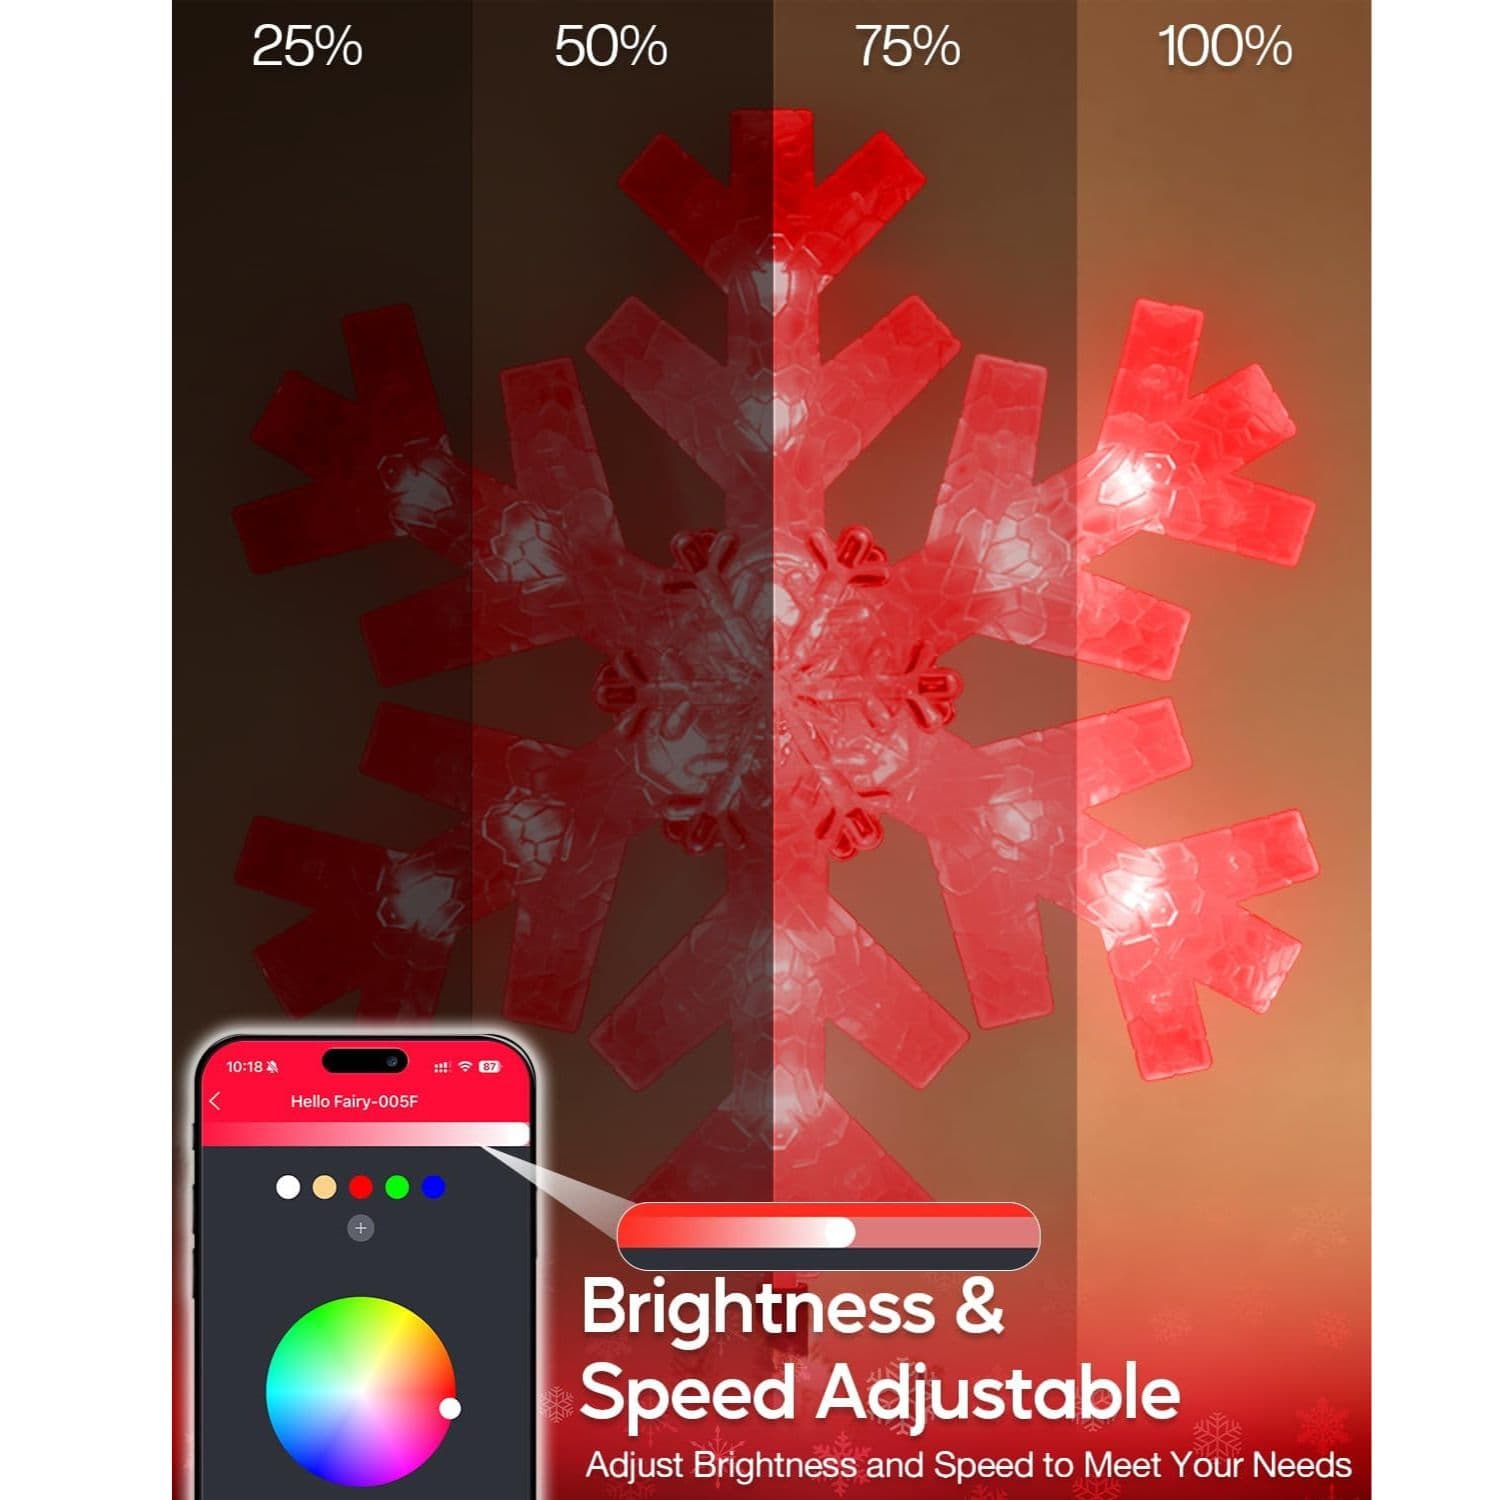 25% 50% 75% 100%
10:18 87
Hello Fairy-005F
Brightness &
Speed Adjustable
Adjust Brightness and Speed to Meet Your Needs